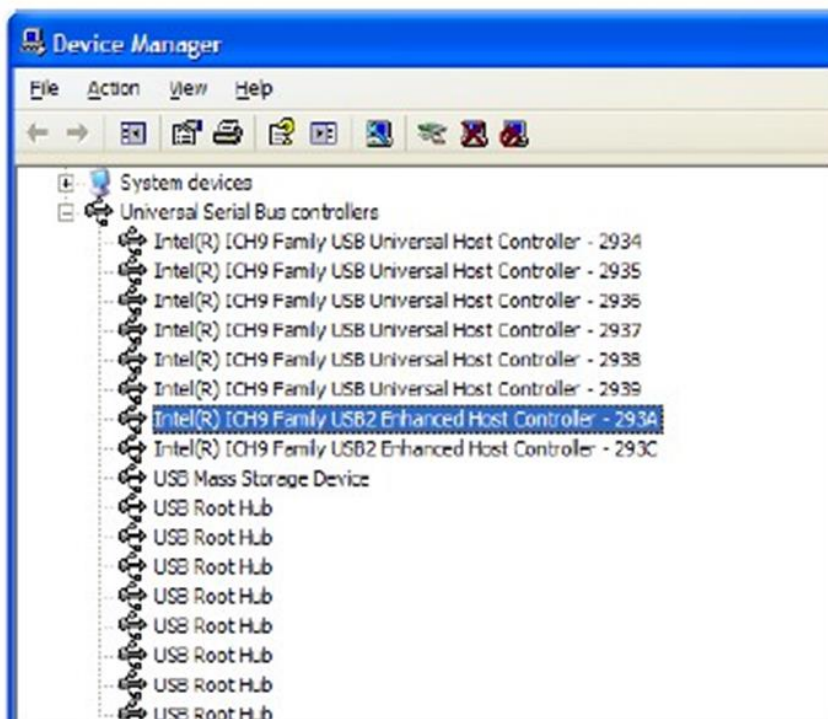 Device Manager
File Action View Help
System devices
Universal Serial Bus controllers
Intel(R) ICH9 Family USB Universal Host Controller - 2934
Intel(R) ICH9 Family USB Universal Host Controller - 2935
Intel(R) ICH9 Family USB Universal Host Controller - 2936
Intel(R) ICH9 Family USB Universal Host Controller - 2937
Intel(R) ICH9 Family USB Universal Host Controller - 2938
Intel(R) ICH9 Family USB Universal Host Controller - 2939
Intel(R) ICH9 Family USB2 Enhanced Host Controller - 293A
Intel(R) ICH9 Family USB2 Enhanced Host Controller - 293C
USB Mass Storage Device
USB Root Hub
USB Root Hub
USB Root Hub
USB Root Hub
USB Root Hub
USB Root Hub
USB Root Hub
USB Root Hub